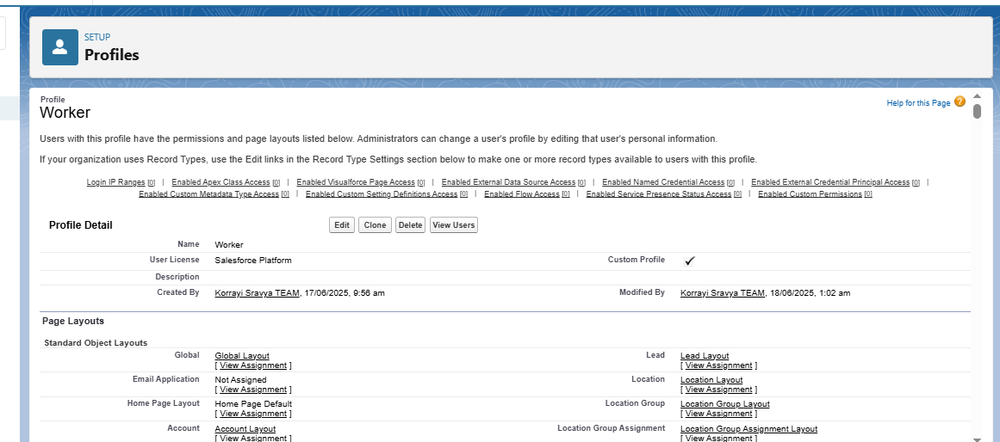 SETUP
Profiles
Profile
Worker
Help for this Page ?
Users with this profile have the permissions and page layouts listed below. Administrators can change a user's profile by editing that user's personal information.
If your organization uses Record Types, use the Edit links in the Record Type Settings section below to make one or more record types available to users with this profile.
Login IP Ranges [0] | Enabled Apex Class Access [0] | Enabled Visualforce Page Access [0] | Enabled External Data Source Access [0] | Enabled Named Credential Access [0] | Enabled External Credential Principal Access [0] |
Enabled Custom Metadata Type Access [0] | Enabled Custom Setting Definitions Access [0] | Enabled Flow Access [0] | Enabled Service Presence Status Access [0] | Enabled Custom Permissions [0]
Profile Detail Edit Clone Delete View Users
Name Worker
User License Salesforce Platform Custom Profile ✓
Description
Created By Korrayi Sravya TEAM, 17/06/2025, 9:56 am Modified By Korrayi Sravya TEAM, 18/06/2025, 1:02 am
Page Layouts
Standard Object Layouts
Global Global Layout Lead Lead Layout
[ View Assignment ] [ View Assignment ]
Email Application Not Assigned Location Location Layout
[ View Assignment ] [ View Assignment ]
Home Page Layout Home Page Default Location Group Location Group Layout
[ View Assignment ] [ View Assignment ]
Account Account Layout Location Group Assignment Location Group Assignment Layout
[ View Assignment ] [ View Assignment ]